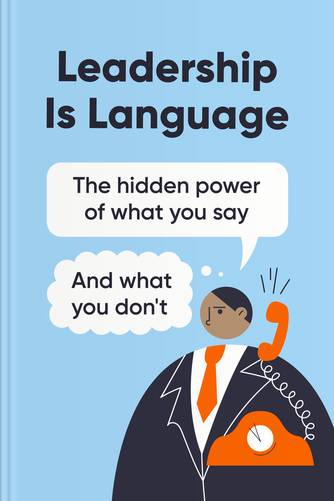 Leadership
Is Language
The hidden power
of what you say
And what
you don't